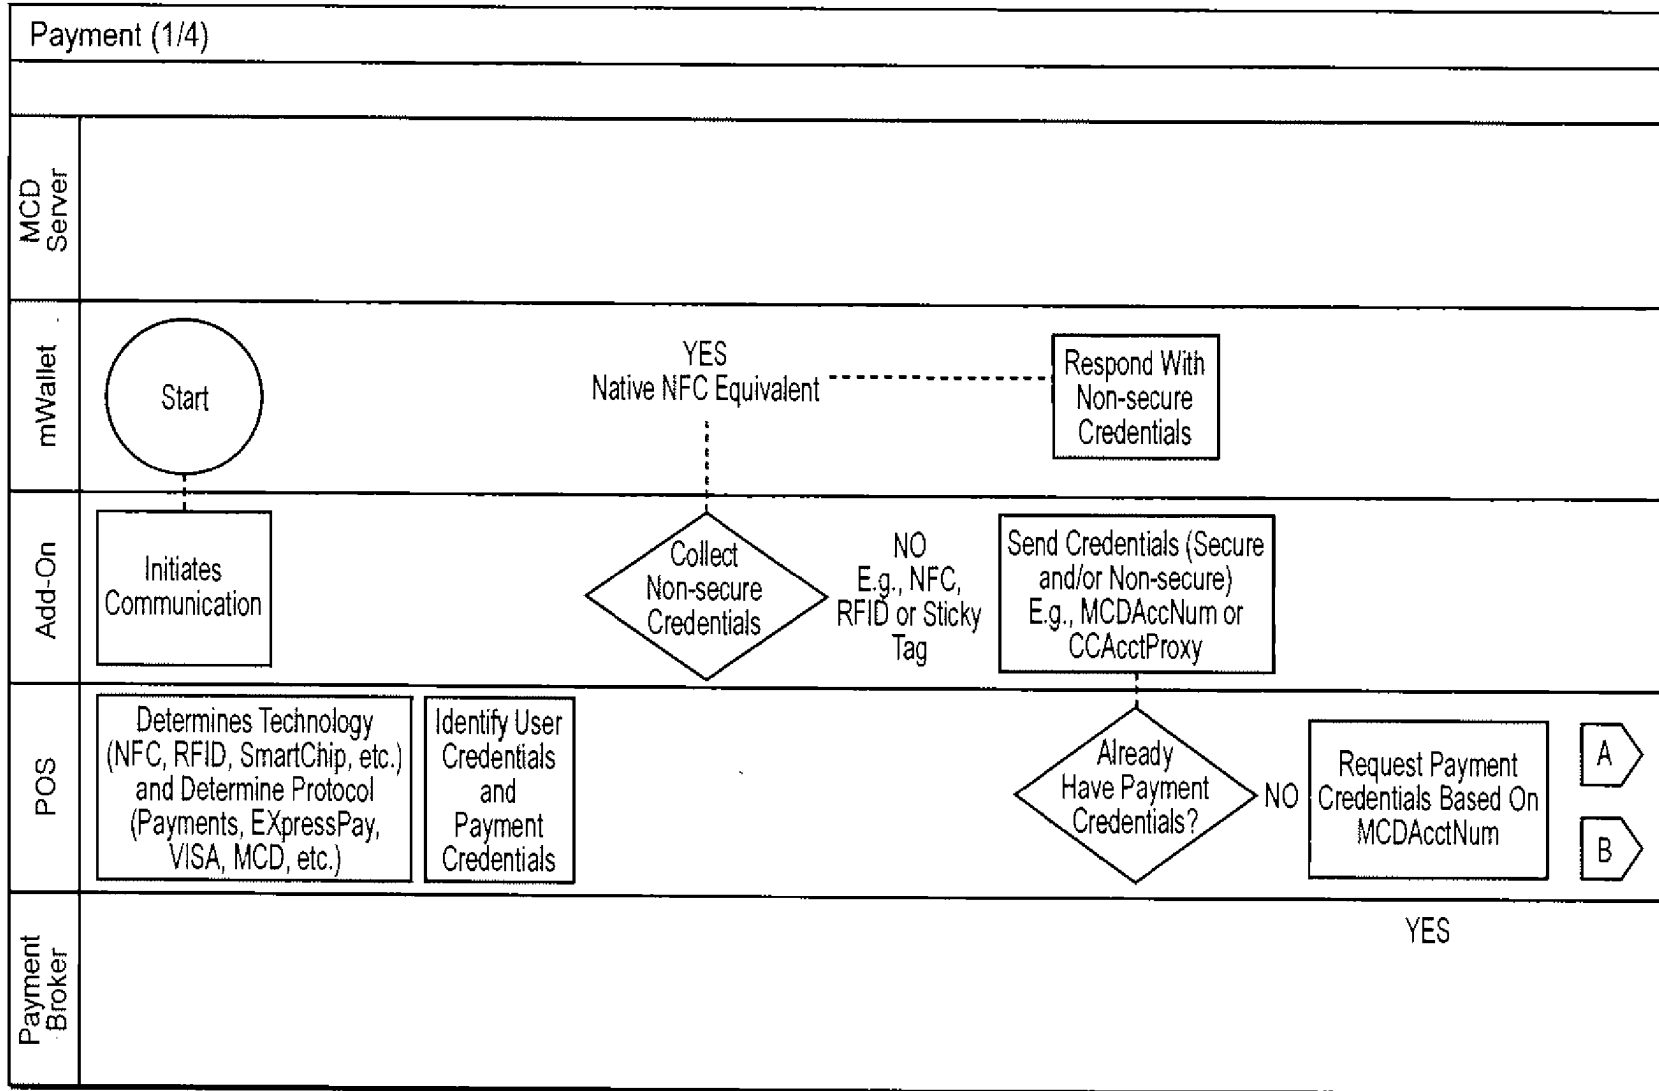 Payment (1/4)
MCD
Server
mWallet
Start
YES
Native NFC Equivalent
Respond With
Non-secure
Credentials
Add-On
Initiates
Communication
Collect
Non-secure
Credentials
NO
E.g., NFC,
RFID or Sticky
Tag
Send Credentials (Secure
and/or Non-secure)
E.g., MCDAccNum or
CCAcctProxy
POS
Determines Technology
(NFC, RFID, SmartChip, etc.)
and Determine Protocol
(Payments, EXpressPay,
VISA, MCD, etc.)
Identify User
Credentials
and
Payment
Credentials
Already
Have Payment
Credentials?
NO
Request Payment
Credentials Based On
MCDAcctNum
A
B
Payment
Broker
YES